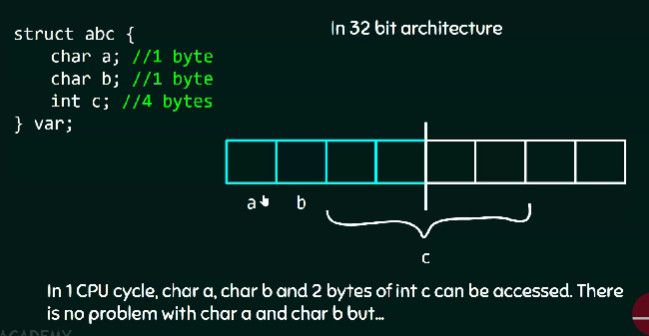 In 32 bit architecture
struct abc {
char a; //1 byte
char b; //1 byte
int c; //4 bytes
} var;
a b
c
In 1 CPU cycle, char a, char b and 2 bytes of int c can be accessed. There
is no problem with char a and char b but...
ACADEMY